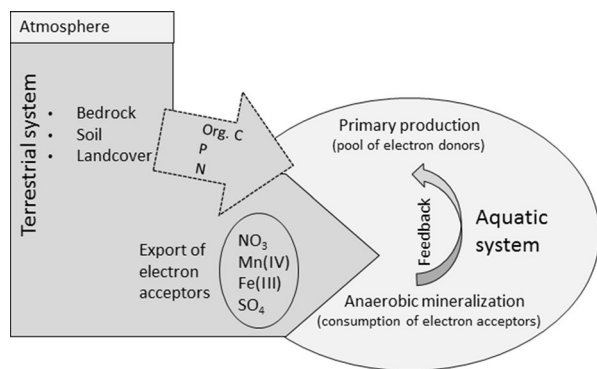 Atmosphere
Terrestrial system
• Bedrock
• Soil
• Landcover
Org. C
P
N
Export of
electron
acceptors
NO3
Mn(IV)
Fe(III)
SO4
Primary production
(pool of electron donors)
Feedback
Aquatic
system
Anaerobic mineralization
(consumption of electron acceptors)